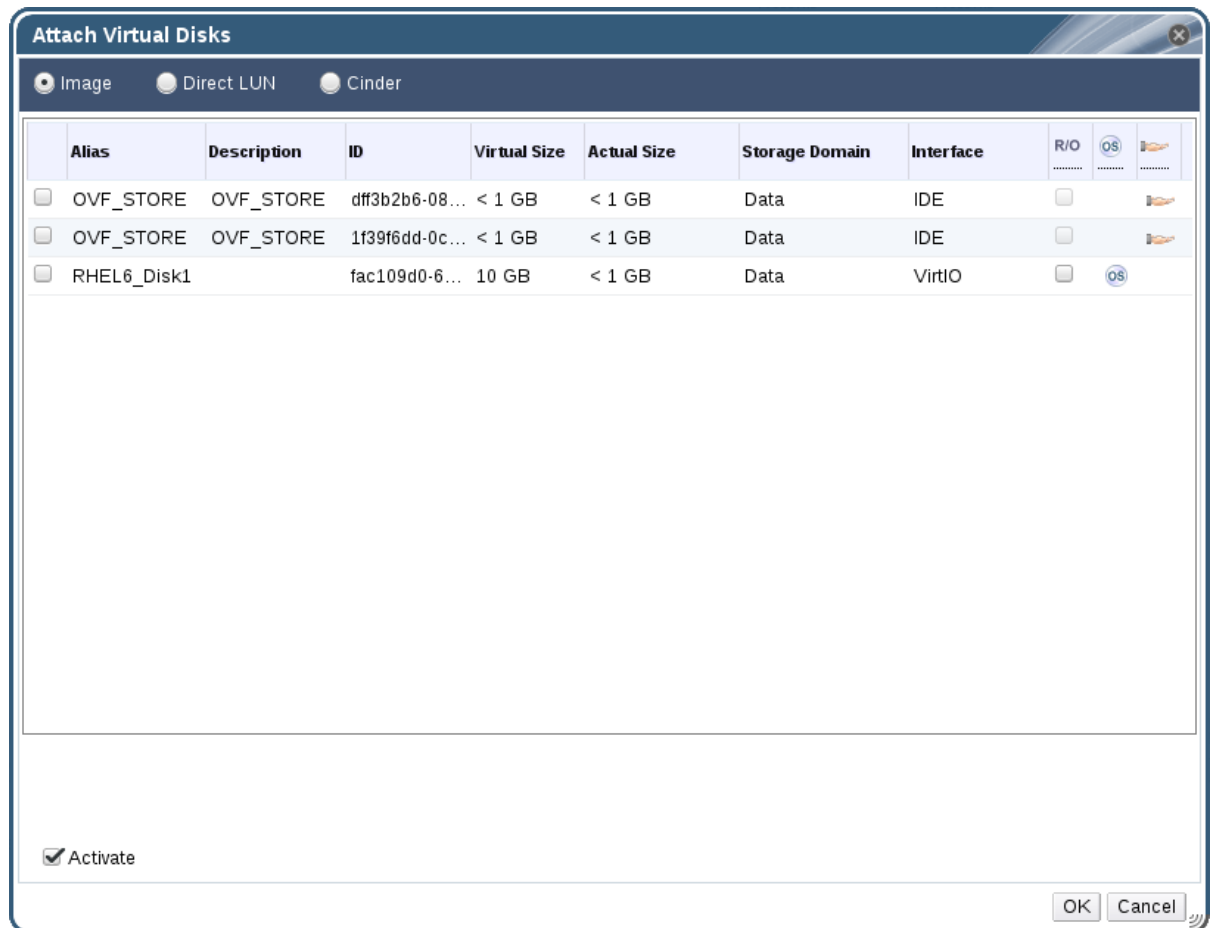 Attach Virtual Disks
Image Direct LUN Cinder
Alias Description ID Virtual Size Actual Size Storage Domain Interface R/O OS
OVF_STORE OVF_STORE dff3b2b6-08... < 1 GB < 1 GB Data IDE
OVF_STORE OVF_STORE 1f39f6dd-0c... < 1 GB < 1 GB Data IDE
RHEL6_Disk1 fac109d0-6... 10 GB < 1 GB Data VirtIO OS
Activate
OK Cancel